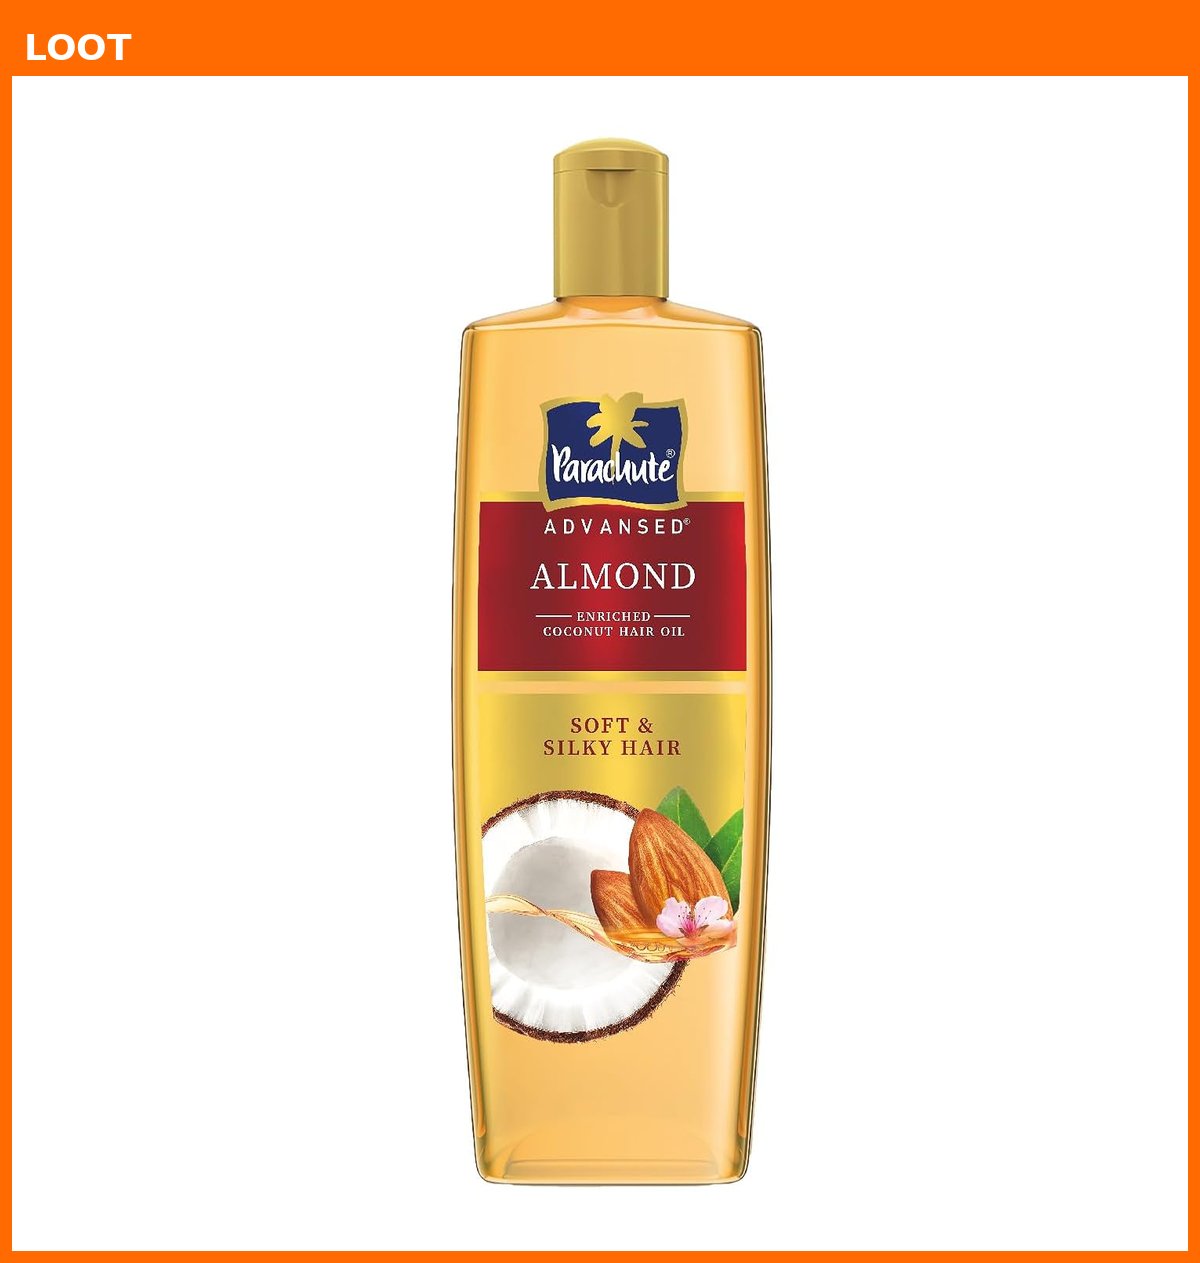 LOOT
Parachute®
ADVANSED®
ALMOND
ENRICHED
COCONUT HAIR OIL
SOFT &
SILKY HAIR